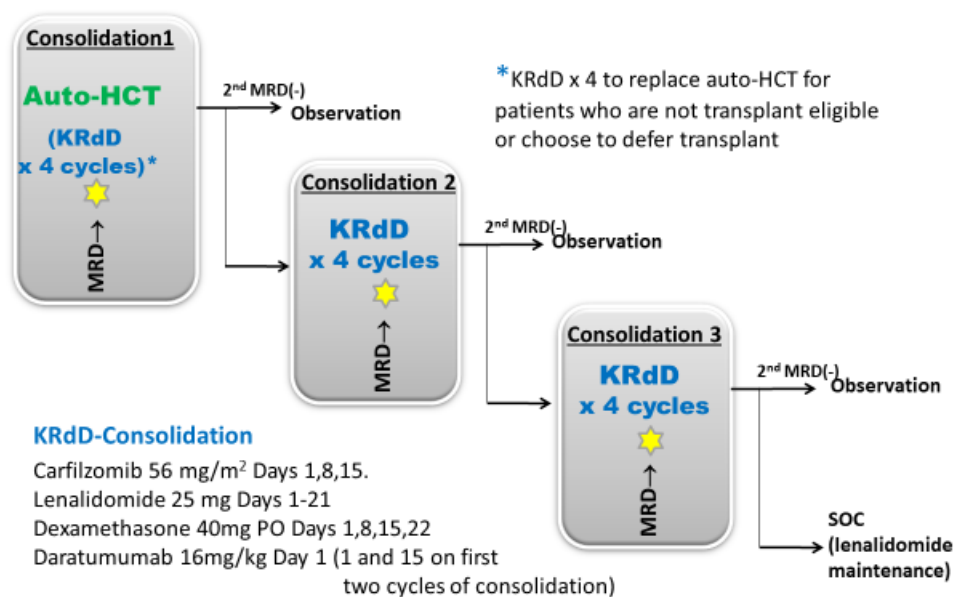 Consolidation1
Auto-HCT
(KRdD
x 4 cycles)*
MRD→
2nd MRD(-)
Observation
*KRdD x 4 to replace auto-HCT for
patients who are not transplant eligible
or choose to defer transplant
Consolidation 2
KRdD
x 4 cycles
MRD→
2nd MRD(-)
Observation
Consolidation 3
KRdD
x 4 cycles
MRD→
2nd MRD(-)
Observation
SOC
(lenalidomide
maintenance)
KRdD-Consolidation
Carfilzomib 56 mg/m2 Days 1,8,15.
Lenalidomide 25 mg Days 1-21
Dexamethasone 40mg PO Days 1,8,15,22
Daratumumab 16mg/kg Day 1 (1 and 15 on first
two cycles of consolidation)